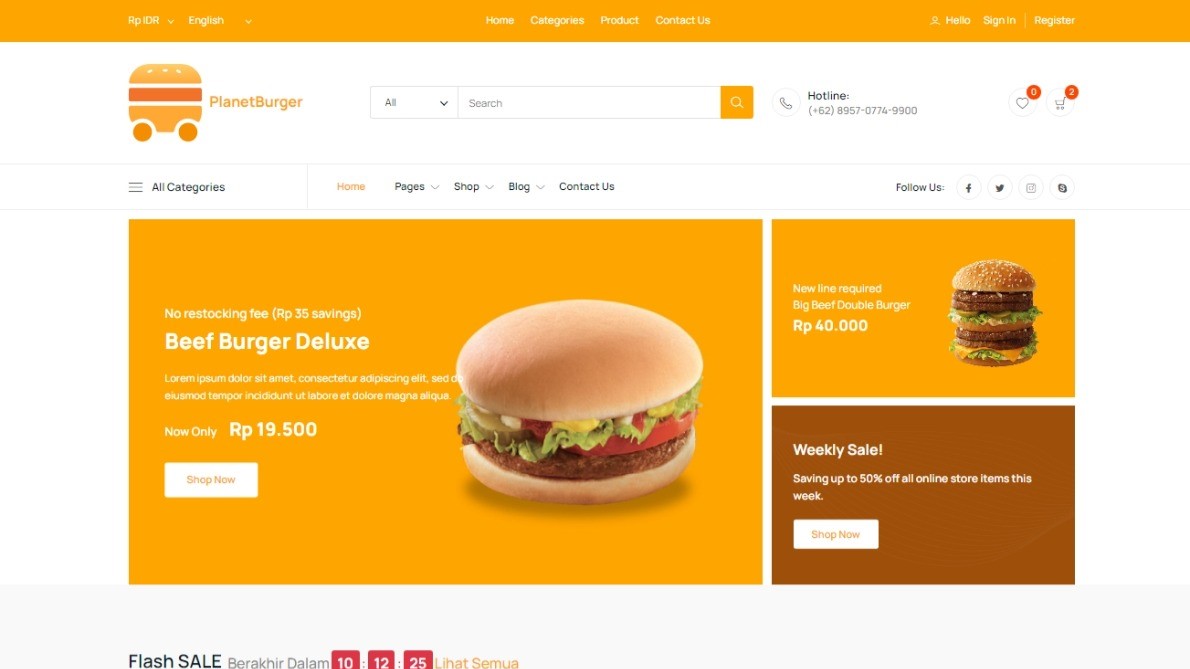 Rp IDR English Home Categories Product Contact Us Hello Sign In Register
PlanetBurger All Search Hotline:
(+62) 8957-0774-9900
0 2
All Categories Home Pages Shop Blog Contact Us Follow Us:
No restocking fee (Rp 35 savings)
Beef Burger Deluxe
Lorem ipsum dolor sit amet, consectetur adipiscing elit, sed do
eiusmod tempor incididunt ut labore et dolore magna aliqua.
Now Only Rp 19.500
Shop Now
New line required
Big Beef Double Burger
Rp 40.000
Weekly Sale!
Saving up to 50% off all online store items this
week.
Shop Now
Flash SALE Berakhir Dalam 10 : 12 : 25 Lihat Semua